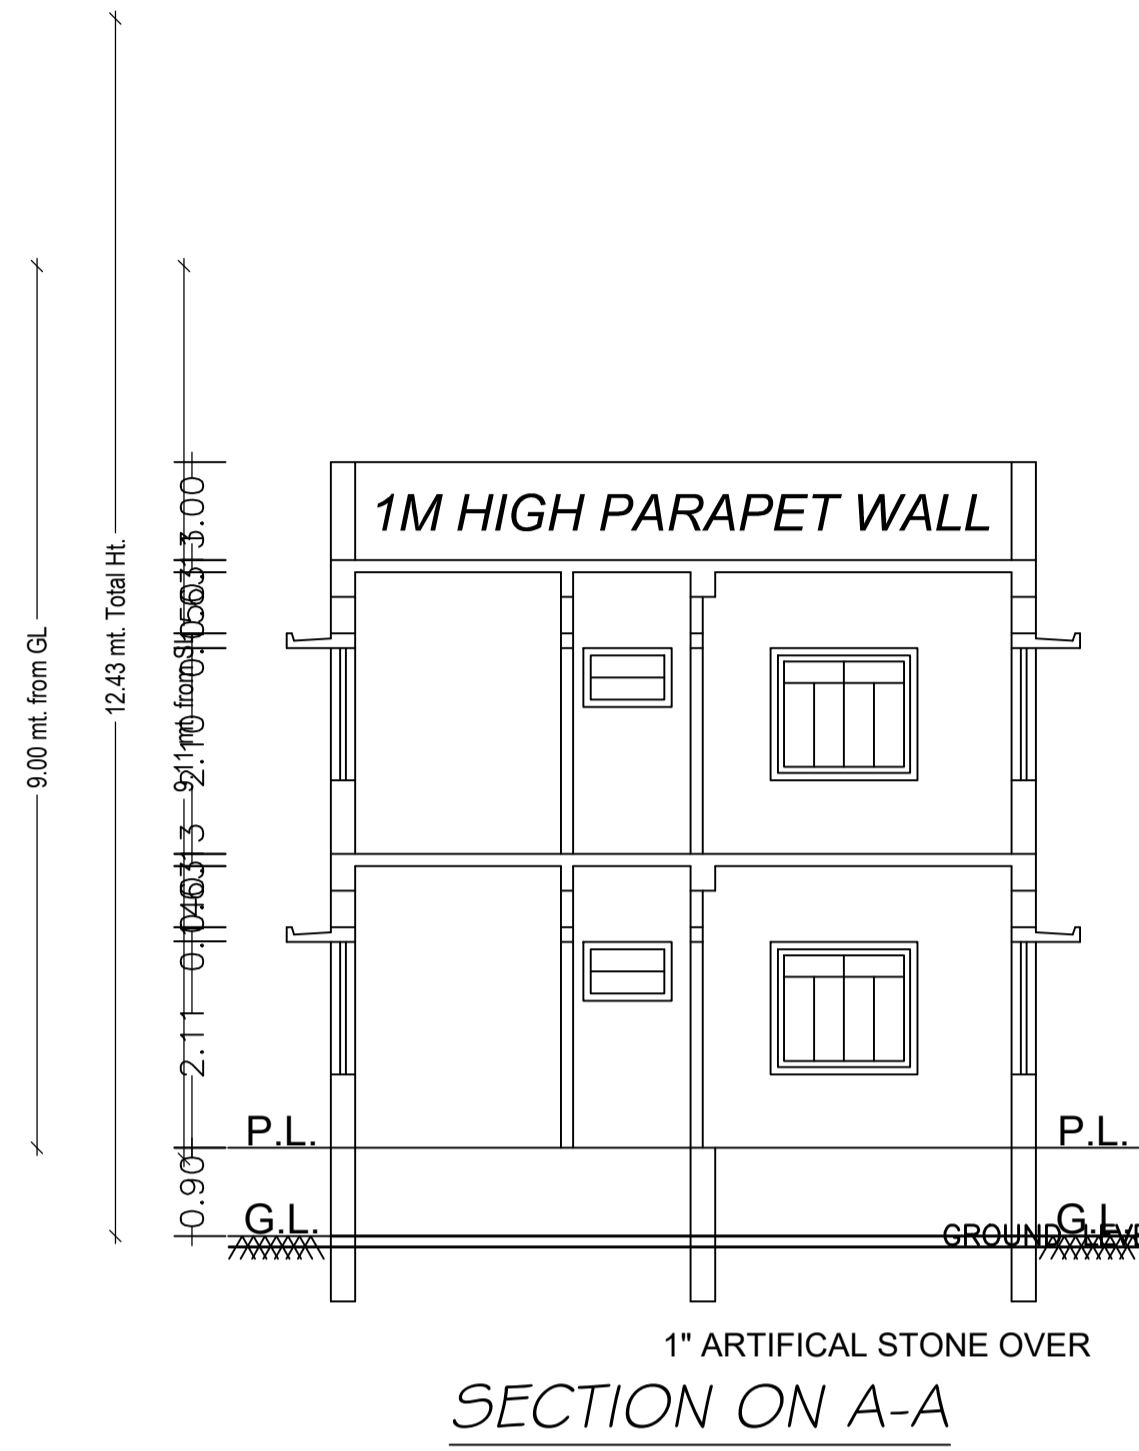 1M HIGH PARAPET WALL
12.43 mt. Total Ht.
9.00 mt. from GL
2.10
2.11
P.L.
P.L.
0.90
G.L.
G.L.
GROUND
1" ARTIFICAL STONE OVER
SECTION ON A-A